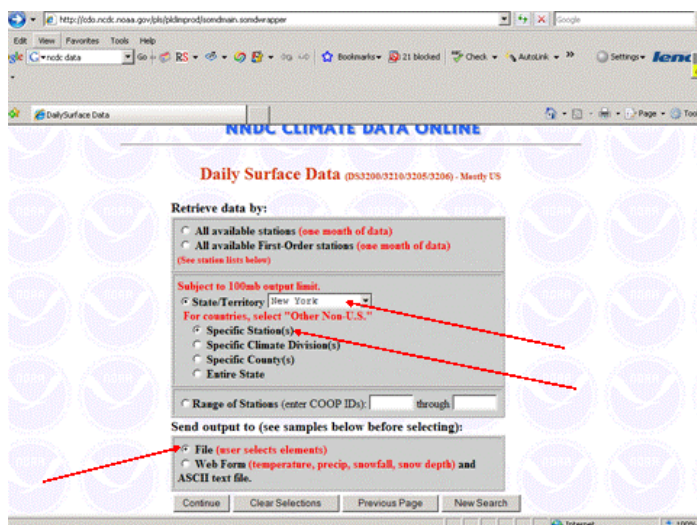 http://cdo.ncdc.noaa.gov/pls/plclimprod/somdmain.somdwrapper
Google
Edit View Favorites Tools Help
ncdc data Go RS Bookmarks 21 blocked Check AutoLink Settings
DailySurface Data
Page
NNDC CLIMATE DATA ONLINE
Daily Surface Data (DS3200/3210/3205/3206) - Mostly US
Retrieve data by:
All available stations (one month of data)
All available First-Order stations (one month of data)
(See station lists below)
Subject to 100mb output limit.
State/Territory New York
For countries, select "Other Non-U.S."
Specific Station(s)
Specific Climate Division(s)
Specific County(s)
Entire State
Range of Stations (enter COOP IDs): through
Send output to (see samples below before selecting):
File (user selects elements)
Web Form (temperature, precip, snowfall, snow depth) and
ASCII text file.
Continue Clear Selections Previous Page New Search
Internet